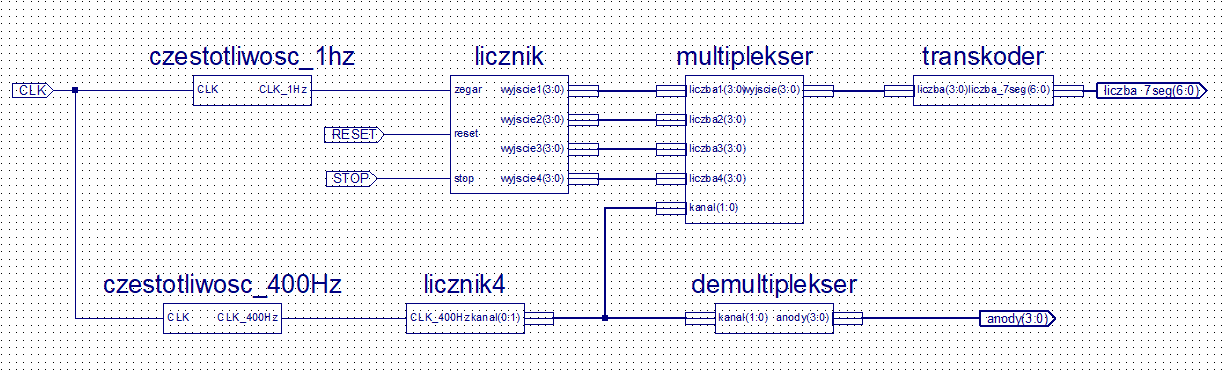 czestotliwosc_1hz
licznik
multiplekser
transkoder
CLK
CLK CLK_1Hz
zegar wyjscie1(3:0)
wyjscie2(3:0)
RESET
reset
wyjscie3(3:0)
STOP
stop wyjscie4(3:0)
liczba1(3:0) wyjscie(3:0)
liczba2(3:0)
liczba3(3:0)
liczba4(3:0)
kanal(1:0)
liczba(3:0) liczba_7seg(6:0)
liczba_7seg(6:0)
czestotliwosc_400Hz
licznik4
demultiplekser
CLK CLK_400Hz
CLK_400Hz kanal(0:1)
kanal(1:0) anody(3:0)
anody(3:0)